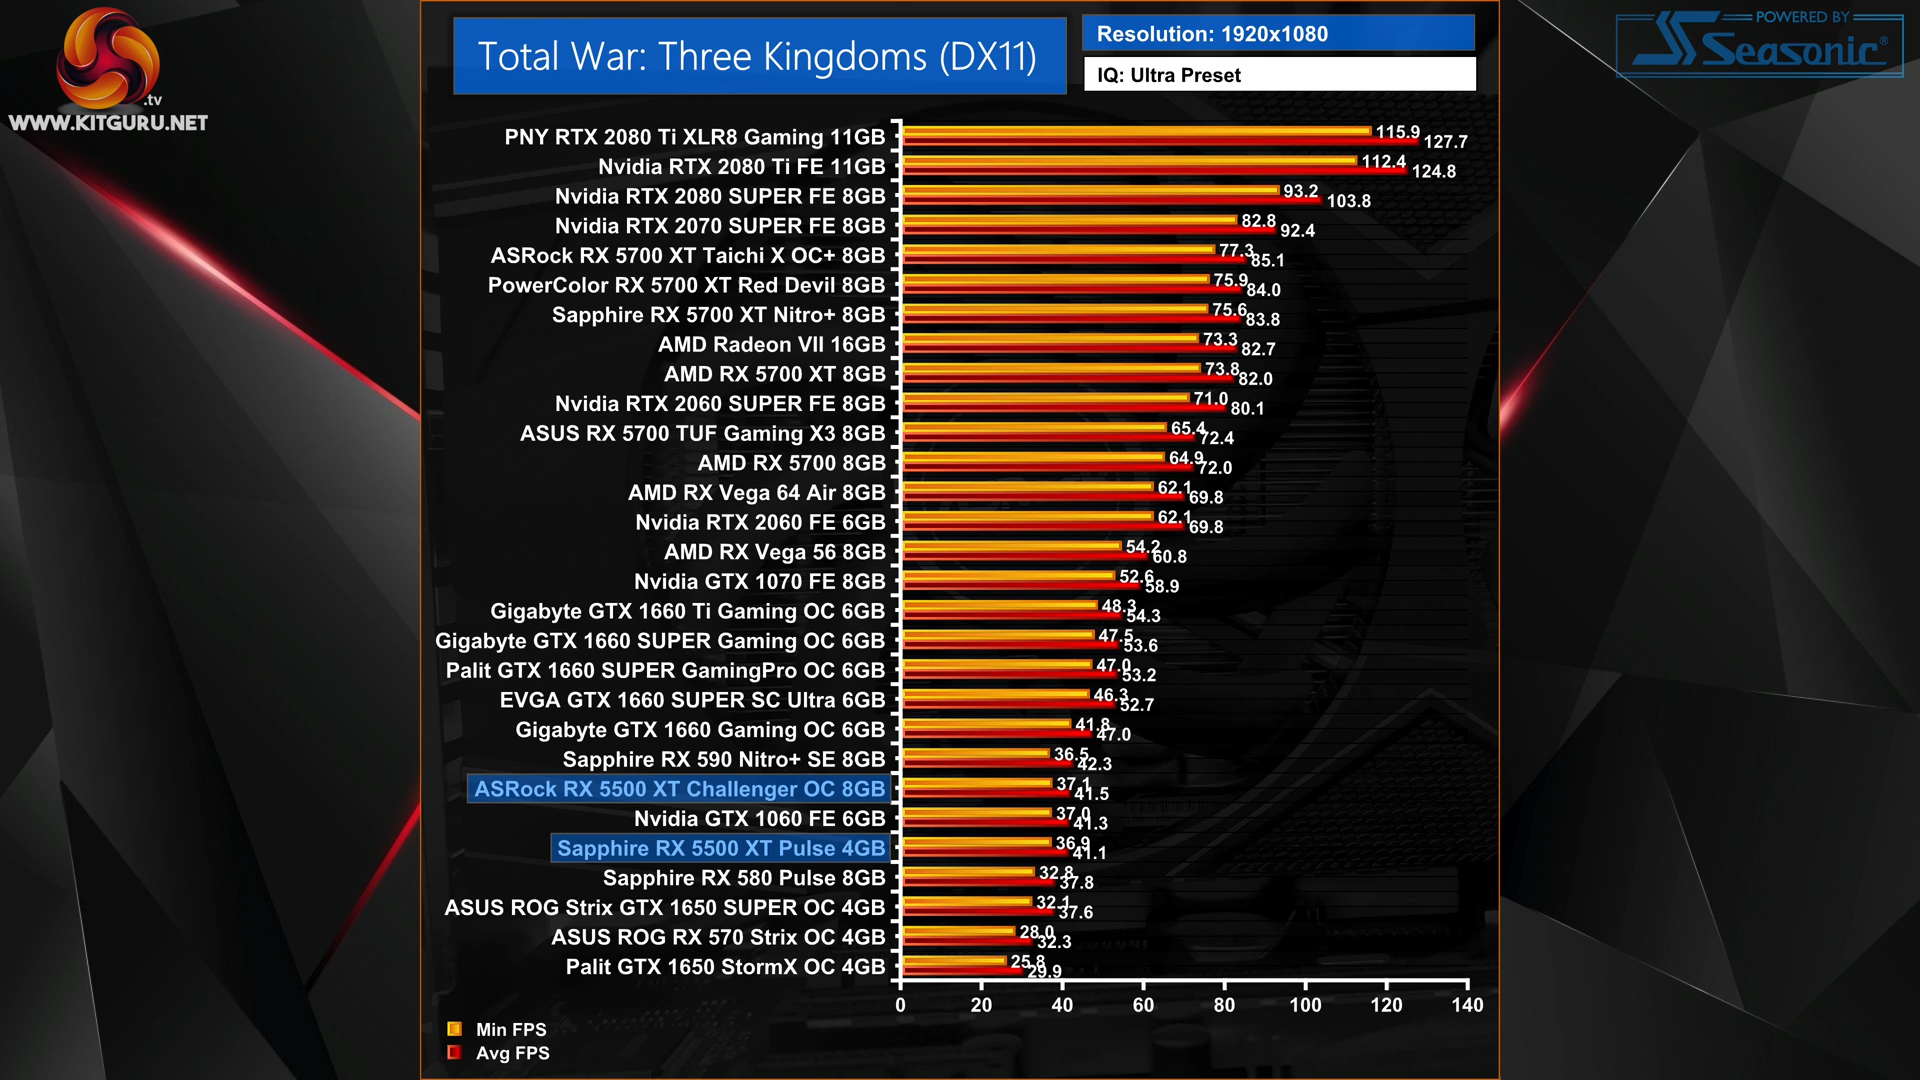 .tv
WWW.KITGURU.NET
Total War: Three Kingdoms (DX11)
Resolution: 1920x1080
IQ: Ultra Preset
POWERED BY
Seasonic®
PNY RTX 2080 Ti XLR8 Gaming 11GB 115.9 127.7
Nvidia RTX 2080 Ti FE 11GB 112.4 124.8
Nvidia RTX 2080 SUPER FE 8GB 93.2 103.8
Nvidia RTX 2070 SUPER FE 8GB 82.8 92.4
ASRock RX 5700 XT Taichi X OC+ 8GB 77.3 85.1
PowerColor RX 5700 XT Red Devil 8GB 75.9 84.0
Sapphire RX 5700 XT Nitro+ 8GB 75.6 83.8
AMD Radeon VII 16GB 73.3 82.7
AMD RX 5700 XT 8GB 73.8 82.0
Nvidia RTX 2060 SUPER FE 8GB 71.0 80.1
ASUS RX 5700 TUF Gaming X3 8GB 65.4 72.4
AMD RX 5700 8GB 64.9 72.0
AMD RX Vega 64 Air 8GB 62.1 69.8
Nvidia RTX 2060 FE 6GB 62.1 69.8
AMD RX Vega 56 8GB 54.2 60.8
Nvidia GTX 1070 FE 8GB 52.6 58.9
Gigabyte GTX 1660 Ti Gaming OC 6GB 48.3 54.3
Gigabyte GTX 1660 SUPER Gaming OC 6GB 47.5 53.6
Palit GTX 1660 SUPER GamingPro OC 6GB 47.0 53.2
EVGA GTX 1660 SUPER SC Ultra 6GB 46.3 52.7
Gigabyte GTX 1660 Gaming OC 6GB 41.8 47.0
Sapphire RX 590 Nitro+ SE 8GB 36.5 42.3
ASRock RX 5500 XT Challenger OC 8GB 37.1 41.5
Nvidia GTX 1060 FE 6GB 37.0 41.3
Sapphire RX 5500 XT Pulse 4GB 36.9 41.1
Sapphire RX 580 Pulse 8GB 32.8 37.8
ASUS ROG Strix GTX 1650 SUPER OC 4GB 32.1 37.6
ASUS ROG RX 570 Strix OC 4GB 28.0 32.3
Palit GTX 1650 StormX OC 4GB 25.8 29.9
0 20 40 60 80 100 120 140
Min FPS
Avg FPS